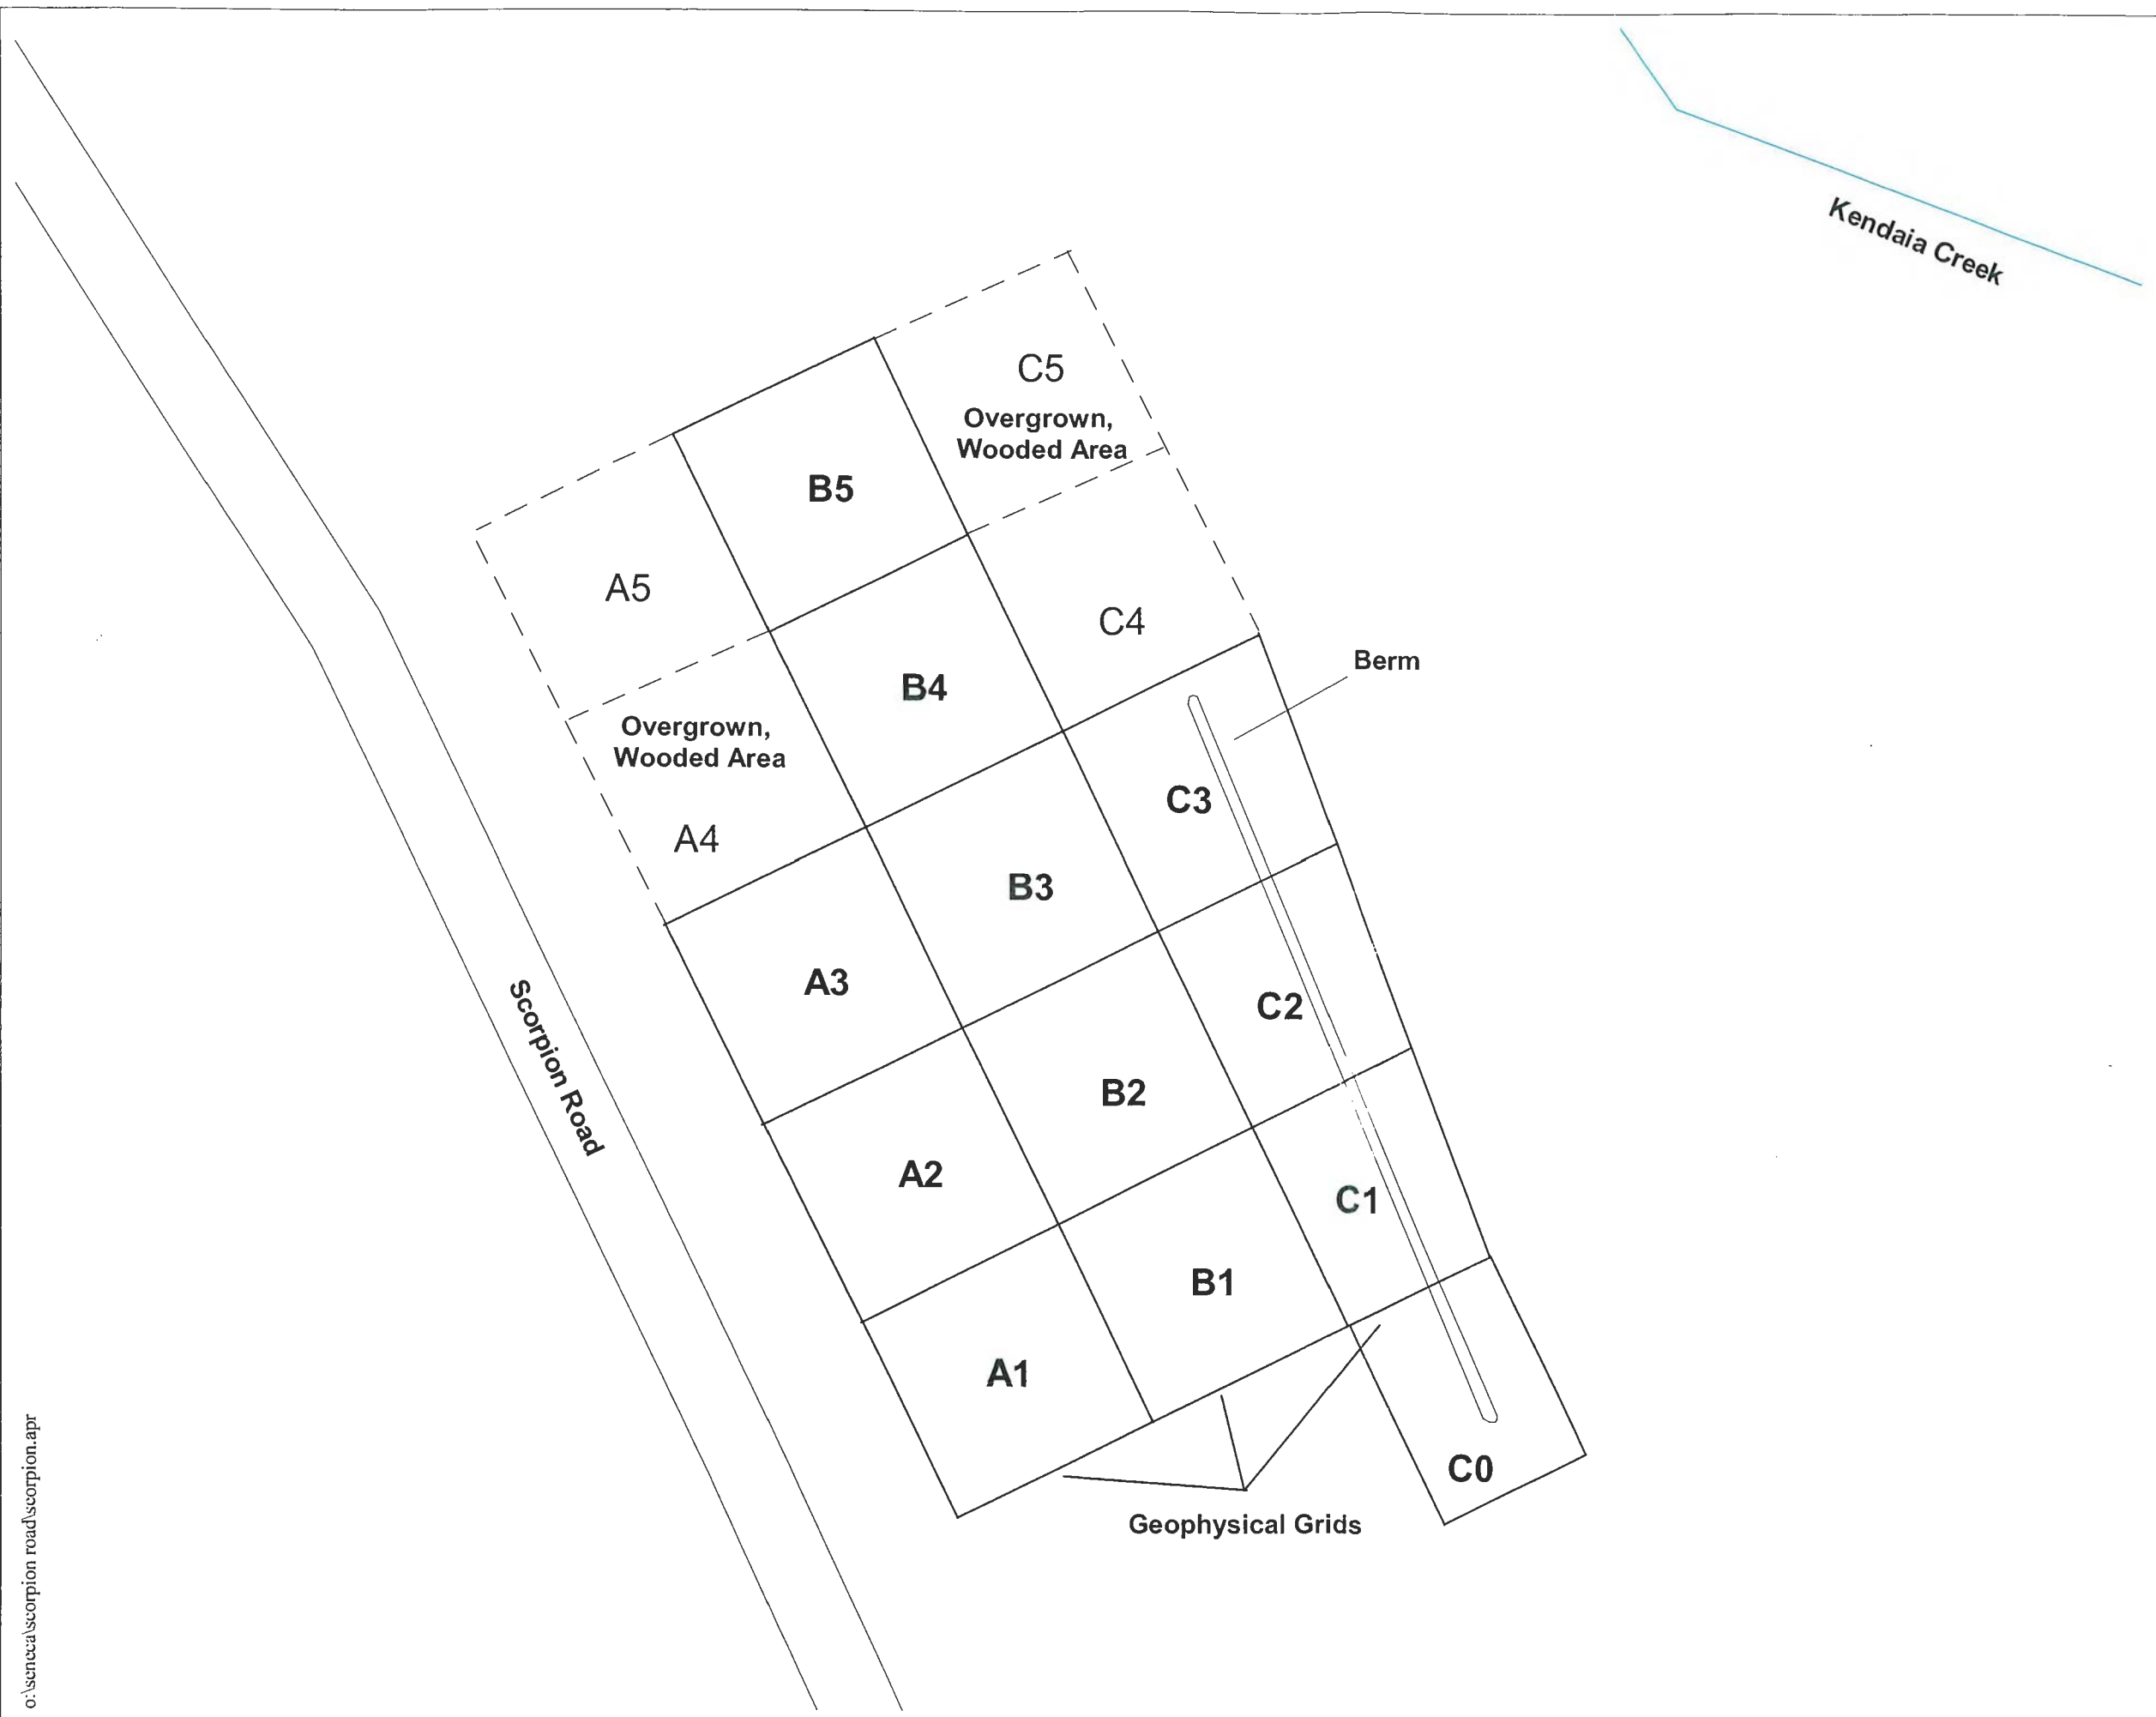 Kendaia Creek
C5
Overgrown,
Wooded Area
B5
A5
C4
Berm
B4
Overgrown,
Wooded Area
C3
A4
B3
A3
C2
Scorpion Road
B2
A2
C1
B1
A1
C0
Geophysical Grids
o:\seneca\scorpion road\scorpion.apr